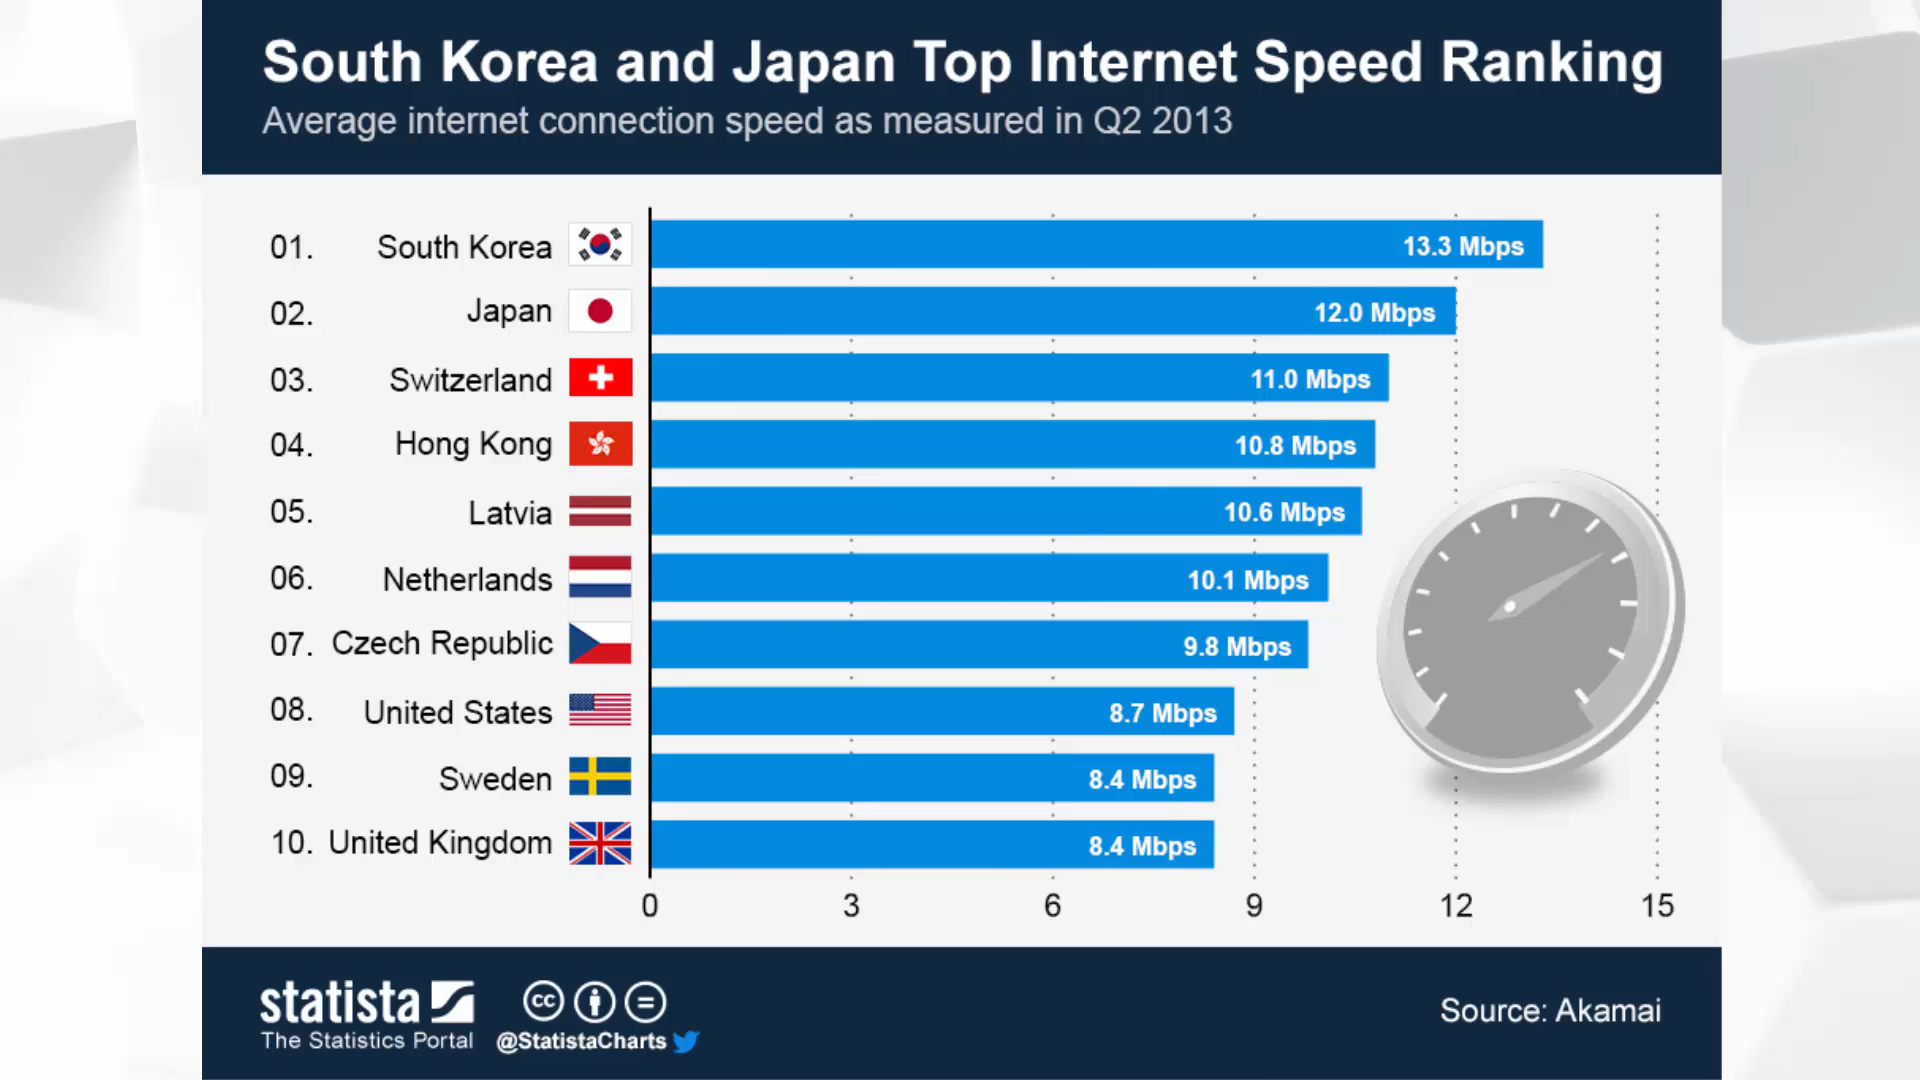 South Korea and Japan Top Internet Speed Ranking
Average internet connection speed as measured in Q2 2013
01. South Korea 13.3 Mbps
02. Japan 12.0 Mbps
03. Switzerland 11.0 Mbps
04. Hong Kong 10.8 Mbps
05. Latvia 10.6 Mbps
06. Netherlands 10.1 Mbps
07. Czech Republic 9.8 Mbps
08. United States 8.7 Mbps
09. Sweden 8.4 Mbps
10. United Kingdom 8.4 Mbps
0 3 6 9 12 15
statista
The Statistics Portal
cc
@StatistaCharts
Source: Akamai